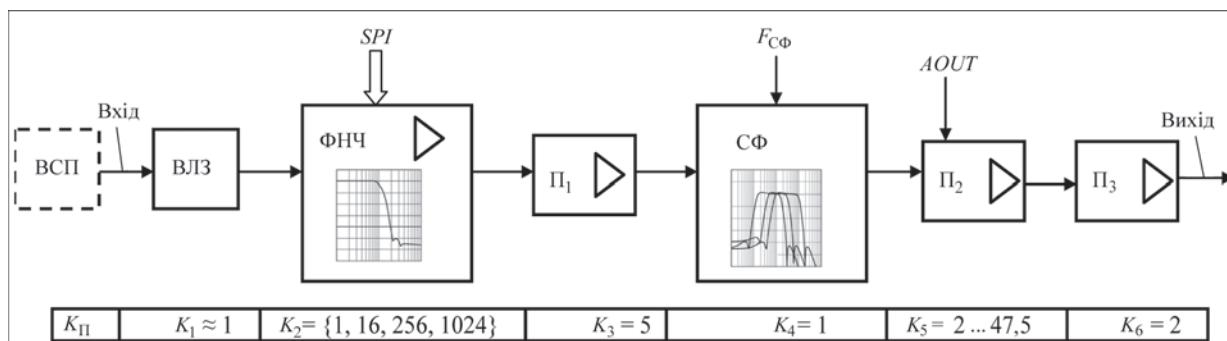 SPI
F_СФ
AOUT
Вхід
Вихід
ВСП
ВЛЗ
ФНЧ
П₁
СФ
П₂
П₃
K_П
K₁ ≈ 1
K₂ = {1, 16, 256, 1024}
K₃ = 5
K₄ = 1
K₅ = 2 ... 47,5
K₆ = 2